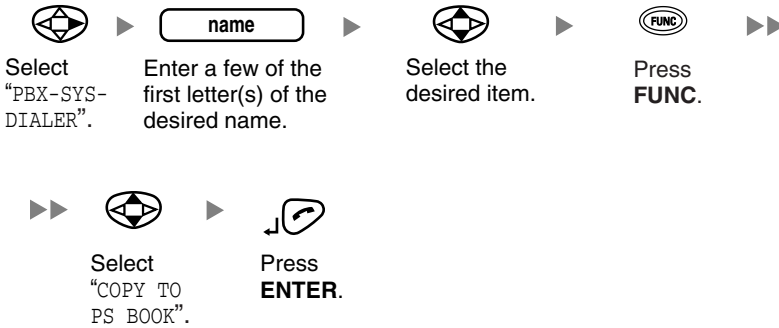 name
FUNC
Select
"PBX-SYS-
DIALER".
Enter a few of the
first letter(s) of the
desired name.
Select the
desired item.
Press
FUNC.
Select
"COPY TO
PS BOOK".
Press
ENTER.